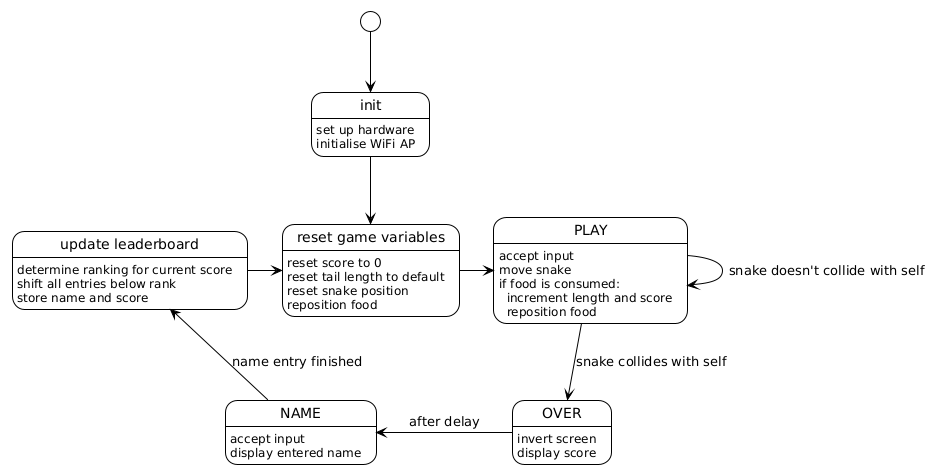 init
set up hardware
initialise WiFi AP
update leaderboard
determine ranking for current score
shift all entries below rank
store name and score
reset game variables
reset score to 0
reset tail length to default
reset snake position
reposition food
PLAY
accept input
move snake
if food is consumed:
increment length and score
reposition food
snake doesn't collide with self
name entry finished
snake collides with self
NAME
accept input
display entered name
after delay
OVER
invert screen
display score